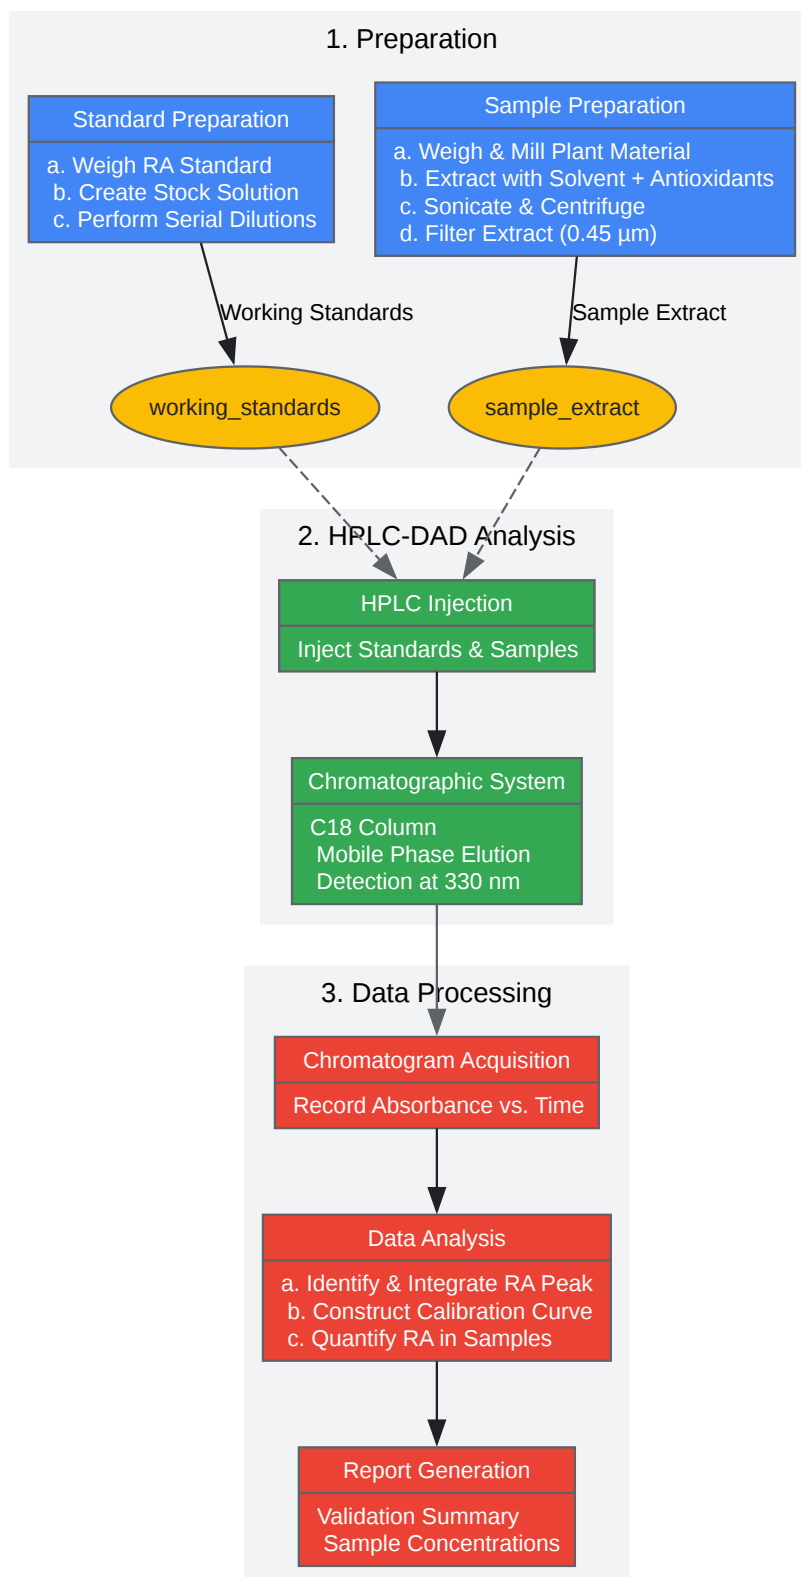 1. Preparation
Standard Preparation
a. Weigh RA Standard
b. Create Stock Solution
c. Perform Serial Dilutions
Sample Preparation
a. Weigh & Mill Plant Material
b. Extract with Solvent + Antioxidants
c. Sonicate & Centrifuge
d. Filter Extract (0.45 µm)
Working Standards
Sample Extract
working_standards
sample_extract
2. HPLC-DAD Analysis
HPLC Injection
Inject Standards & Samples
Chromatographic System
C18 Column
Mobile Phase Elution
Detection at 330 nm
3. Data Processing
Chromatogram Acquisition
Record Absorbance vs. Time
Data Analysis
a. Identify & Integrate RA Peak
b. Construct Calibration Curve
c. Quantify RA in Samples
Report Generation
Validation Summary
Sample Concentrations